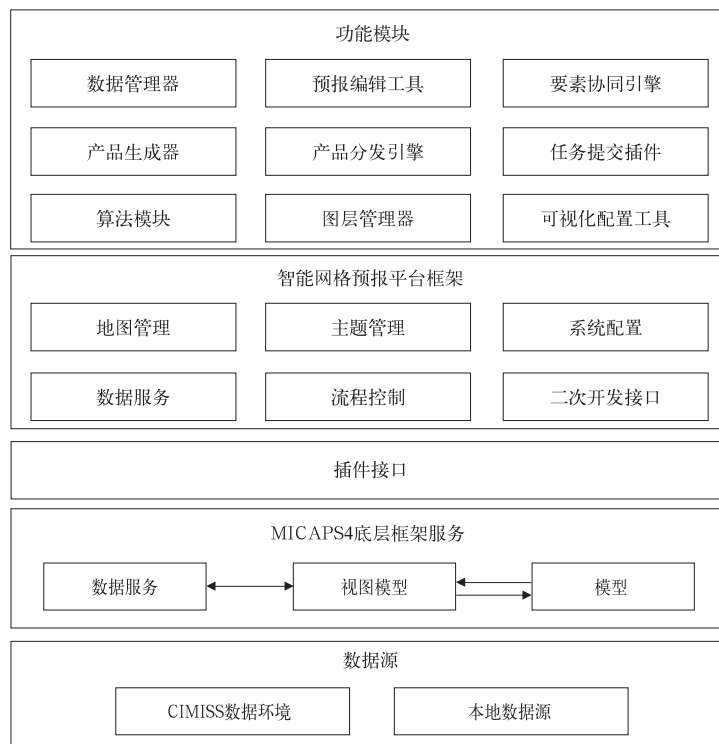 功能模块
数据管理器
预报编辑工具
要素协同引擎
产品生成器
产品分发引擎
任务提交插件
算法模块
图层管理器
可视化配置工具
智能网格预报平台框架
地图管理
主题管理
系统配置
数据服务
流程控制
二次开发接口
插件接口
MICAPS4底层框架服务
数据服务
视图模型
模型
数据源
CIMISS数据环境
本地数据源